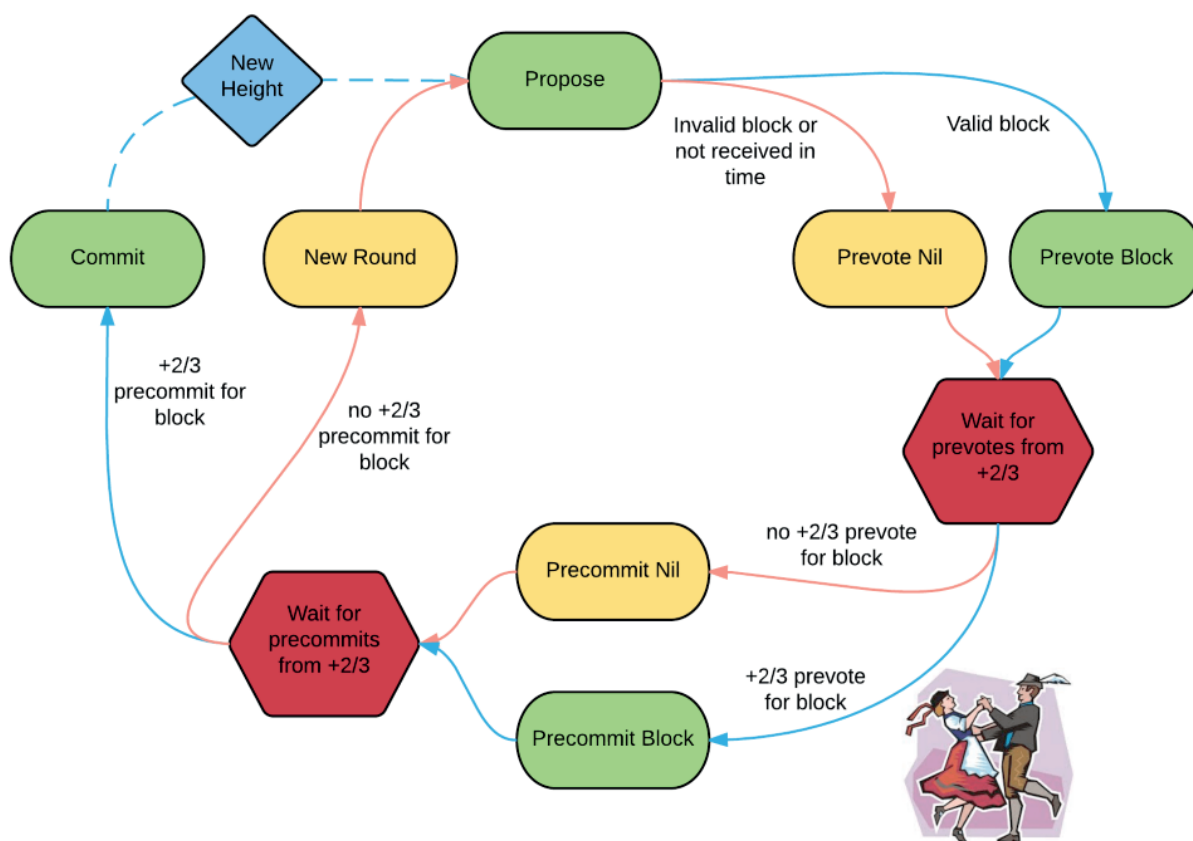 New
Height
Propose
Invalid block or
not received in
time
Valid block
Commit
New Round
Prevote Nil
Prevote Block
+2/3
precommit for
block
no +2/3
precommit for
block
Wait for
prevotes from
+2/3
no +2/3 prevote
for block
Precommit Nil
Wait for
precommits
from +2/3
+2/3 prevote
for block
Precommit Block